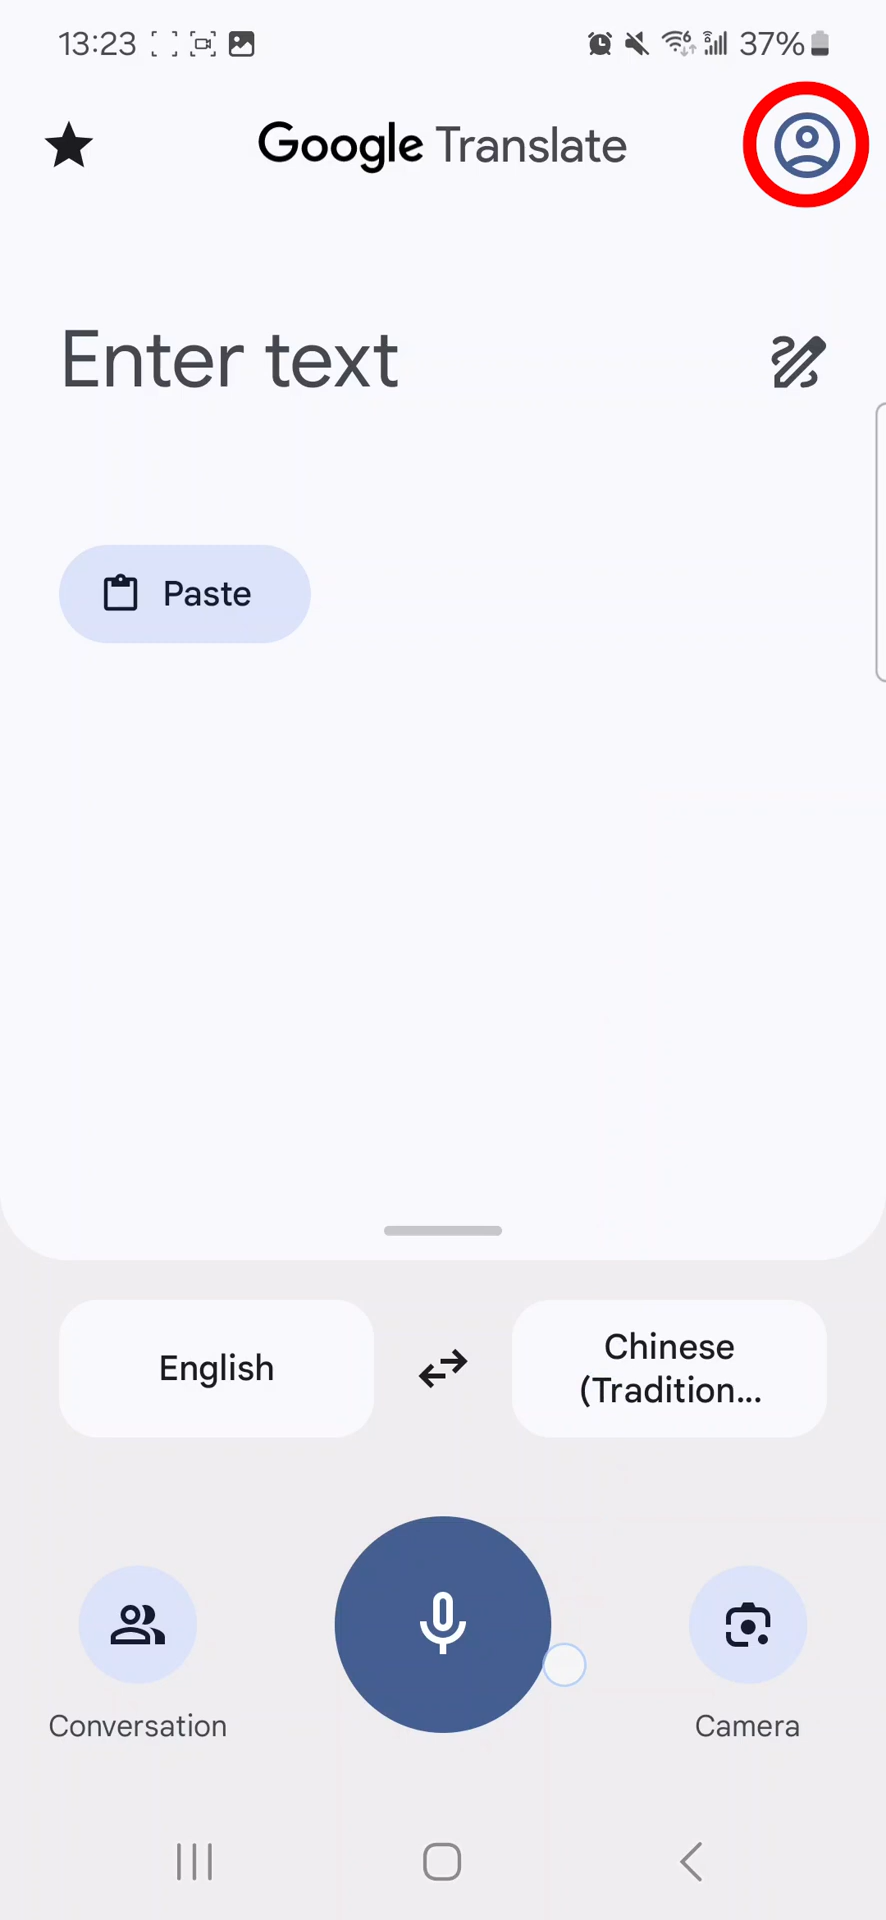 13:23
37%
Google Translate
Enter text
Paste
English
Chinese
(Tradition...
Conversation
Camera